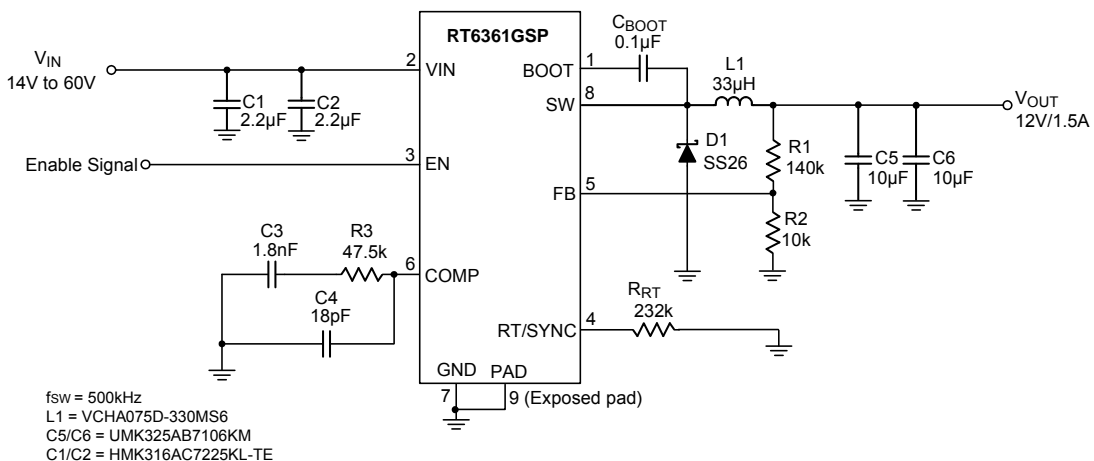 RT6361GSP
VIN
14V to 60V
2
VIN
C1
2.2µF
C2
2.2µF
Enable Signal
3
EN
C3
1.8nF
R3
47.5k
6
COMP
C4
18pF
CBOOT
0.1µF
1
BOOT
8
SW
L1
33µH
VOUT
12V/1.5A
D1
SS26
R1
140k
C5
10µF
C6
10µF
5
FB
R2
10k
RRT
232k
4
RT/SYNC
GND
PAD
7
9 (Exposed pad)
fSW = 500kHz
L1 = VCHA075D-330MS6
C5/C6 = UMK325AB7106KM
C1/C2 = HMK316AC7225KL-TE